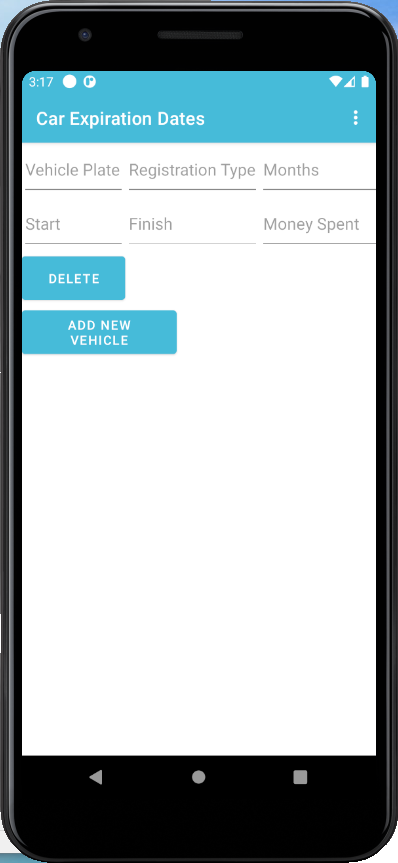 3:17
Car Expiration Dates
Vehicle Plate Registration Type Months
Start Finish Money Spent
DELETE
ADD NEW
VEHICLE